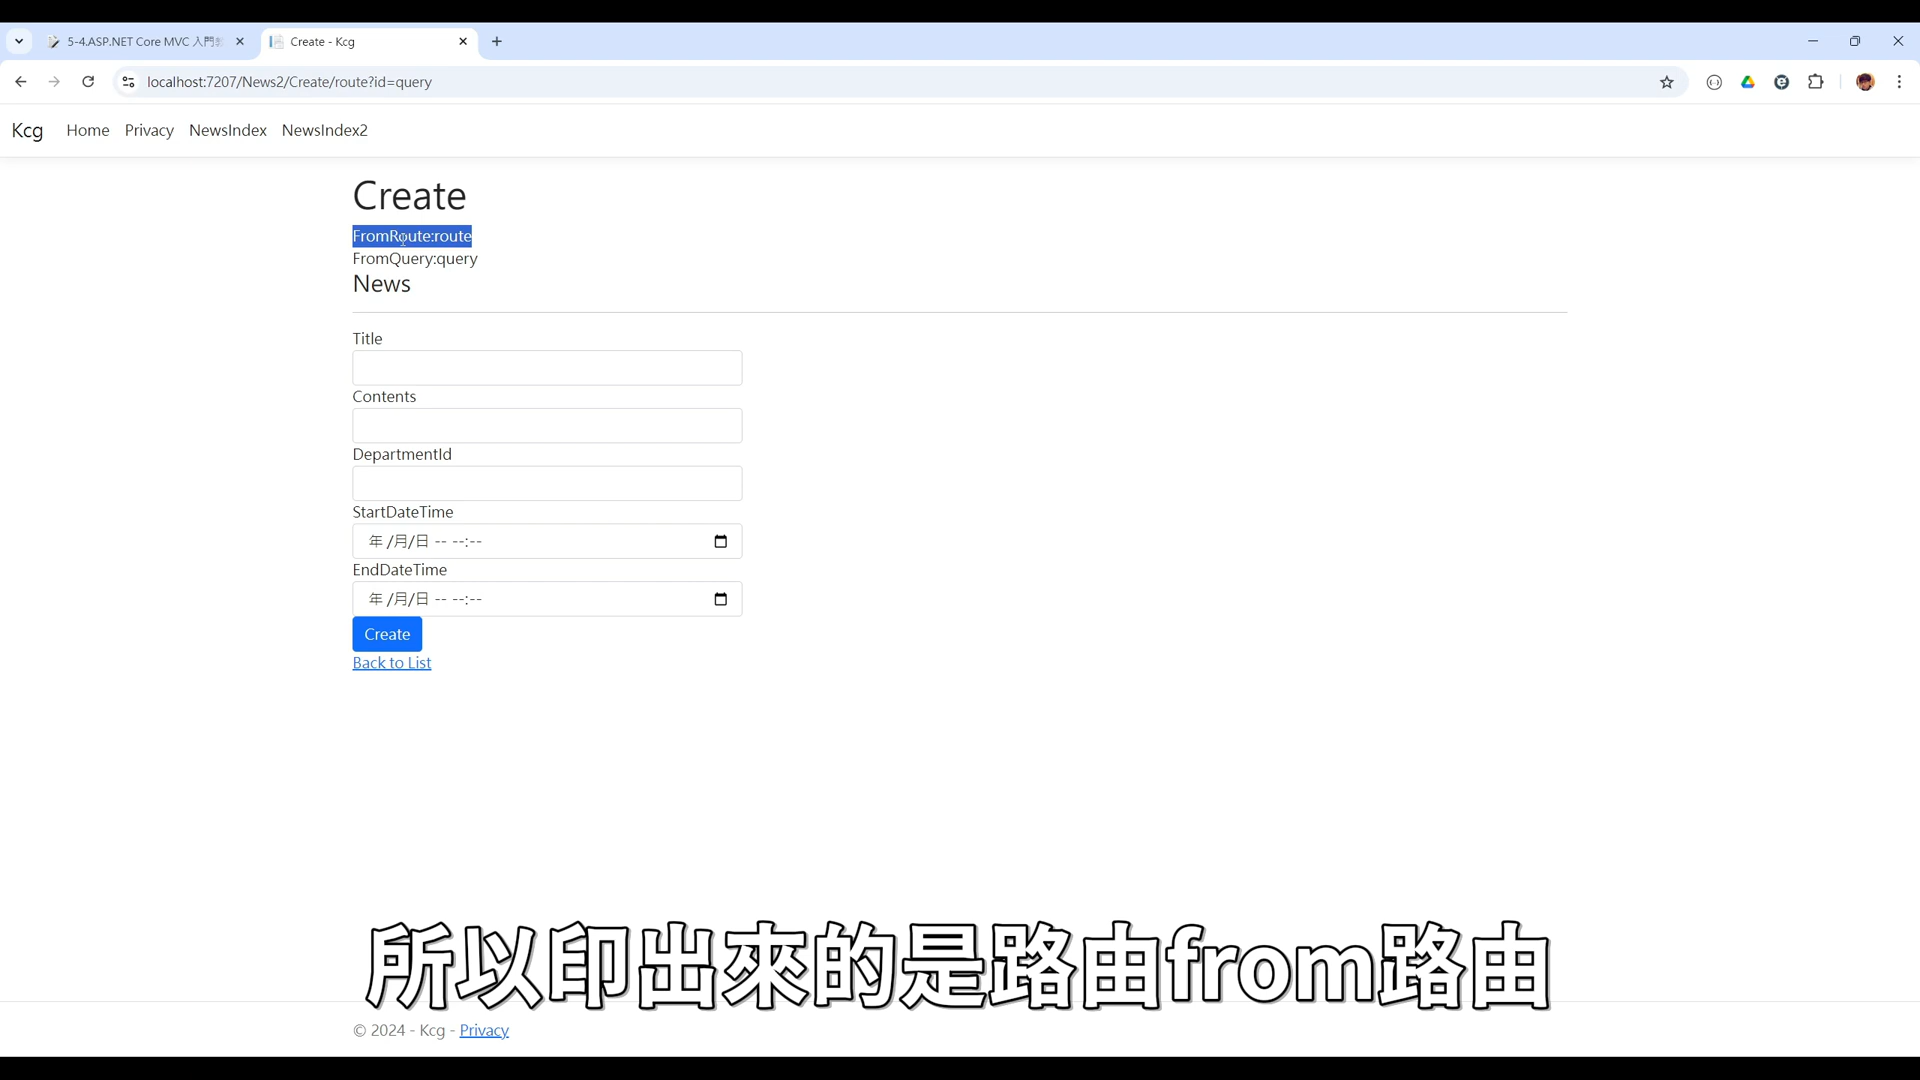 5-4.ASP.NET Core MVC 入門
Create - Kcg
localhost:7207/News2/Create/route?id=query
Kcg
Home
Privacy
NewsIndex
NewsIndex2
Create
FromRoute:route
FromQuery:query
News
Title
Contents
DepartmentId
StartDateTime
年 /月/日 -- --:--
EndDateTime
年 /月/日 -- --:--
Create
Back to List
所以印出來的是路由from路由
© 2024 - Kcg - Privacy